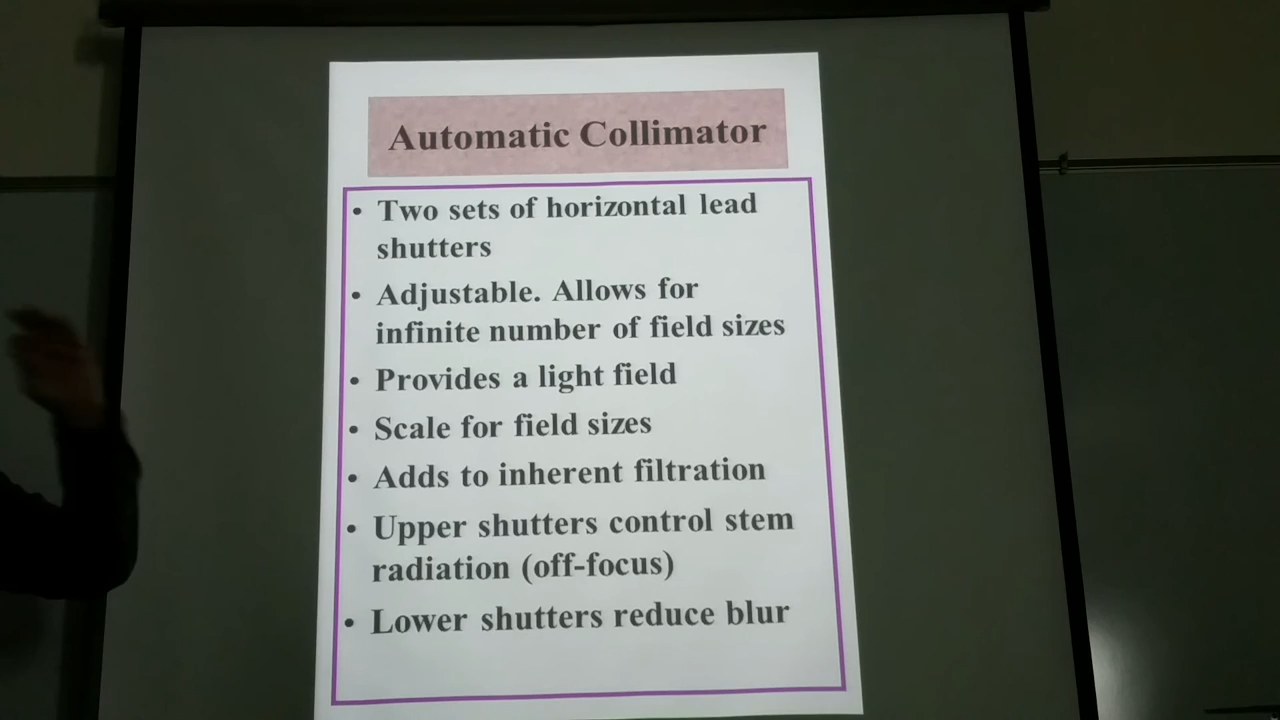 Automatic Collimator
• Two sets of horizontal lead
shutters
• Adjustable. Allows for
infinite number of field sizes
• Provides a light field
• Scale for field sizes
• Adds to inherent filtration
• Upper shutters control stem
radiation (off-focus)
• Lower shutters reduce blur